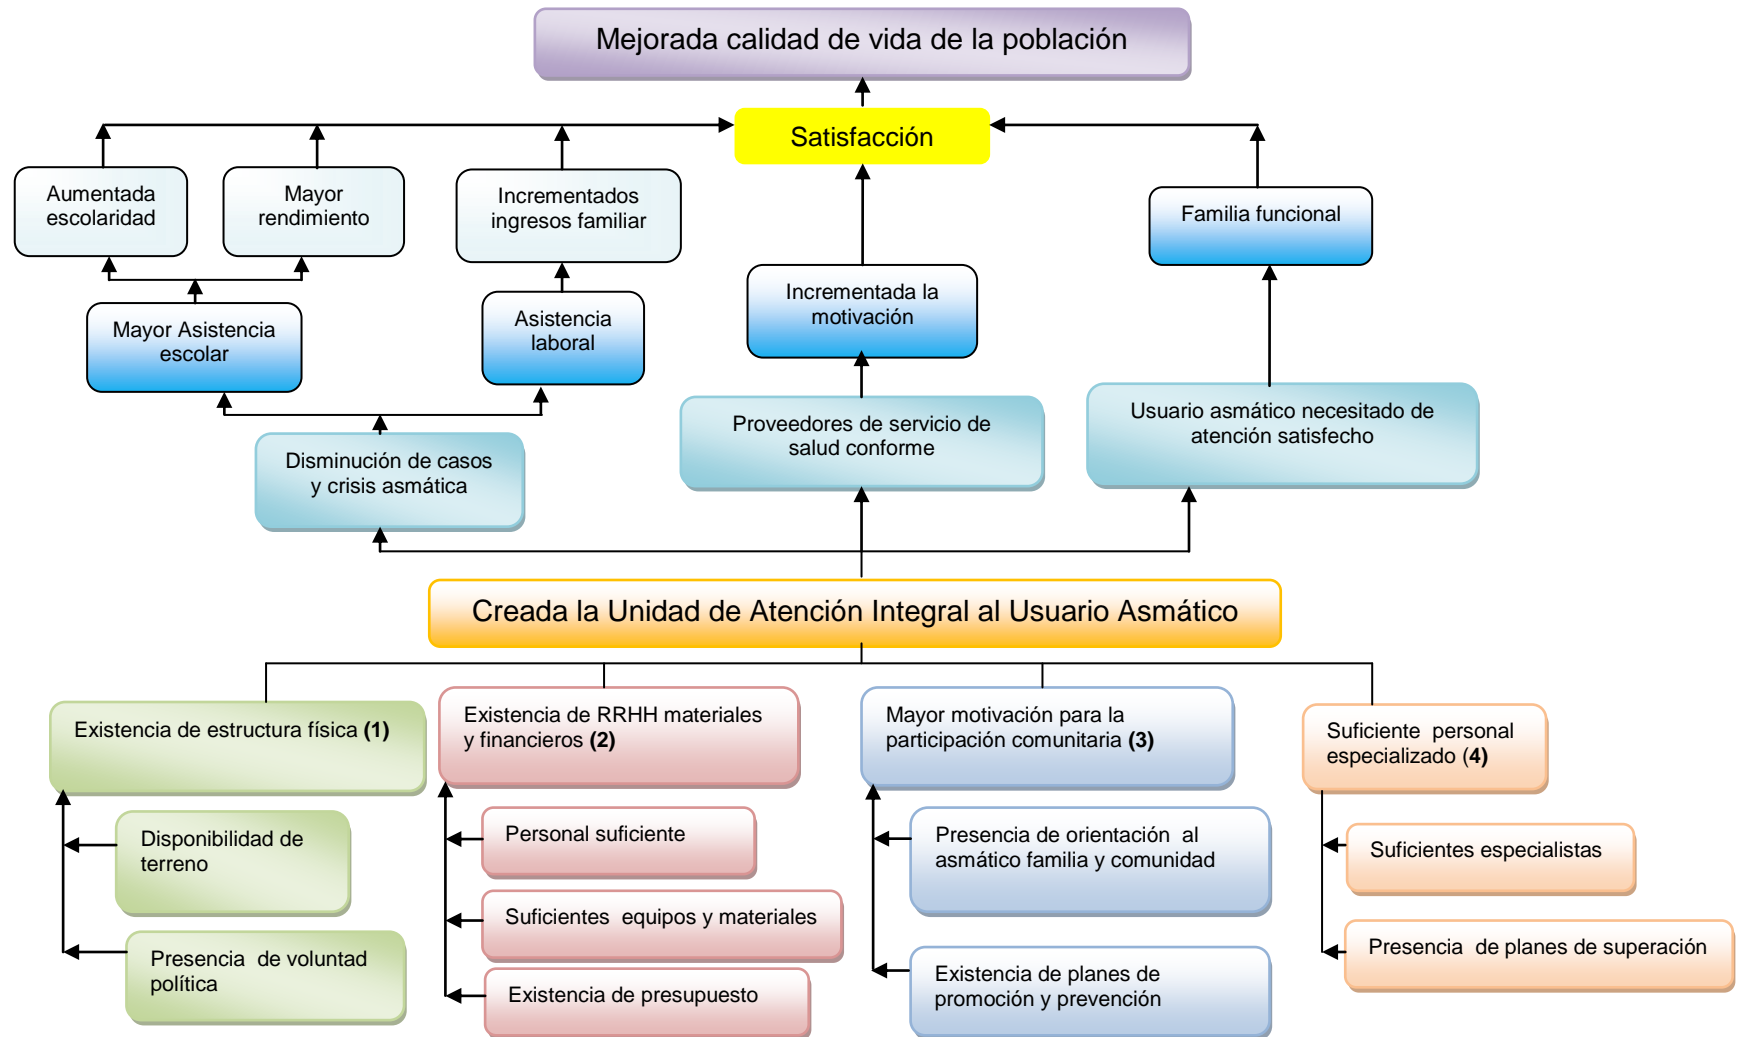 Mejorada calidad de vida de la población
Satisfacción
Aumentada
escolaridad
Mayor
rendimiento
Incrementados
ingresos familiar
Familia funcional
Mayor Asistencia
escolar
Asistencia
laboral
Incrementada la
motivación
Disminución de casos
y crisis asmática
Proveedores de servicio de
salud conforme
Usuario asmático necesitado de
atención satisfecho
Creada la Unidad de Atención Integral al Usuario Asmático
Existencia de estructura física (1)
Disponibilidad de
terreno
Presencia de voluntad
política
Existencia de RRHH materiales
y financieros (2)
Personal suficiente
Suficientes equipos y materiales
Existencia de presupuesto
Mayor motivación para la
participación comunitaria (3)
Presencia de orientación al
asmático familia y comunidad
Existencia de planes de
promoción y prevención
Suficiente personal
especializado (4)
Suficientes especialistas
Presencia de planes de superación